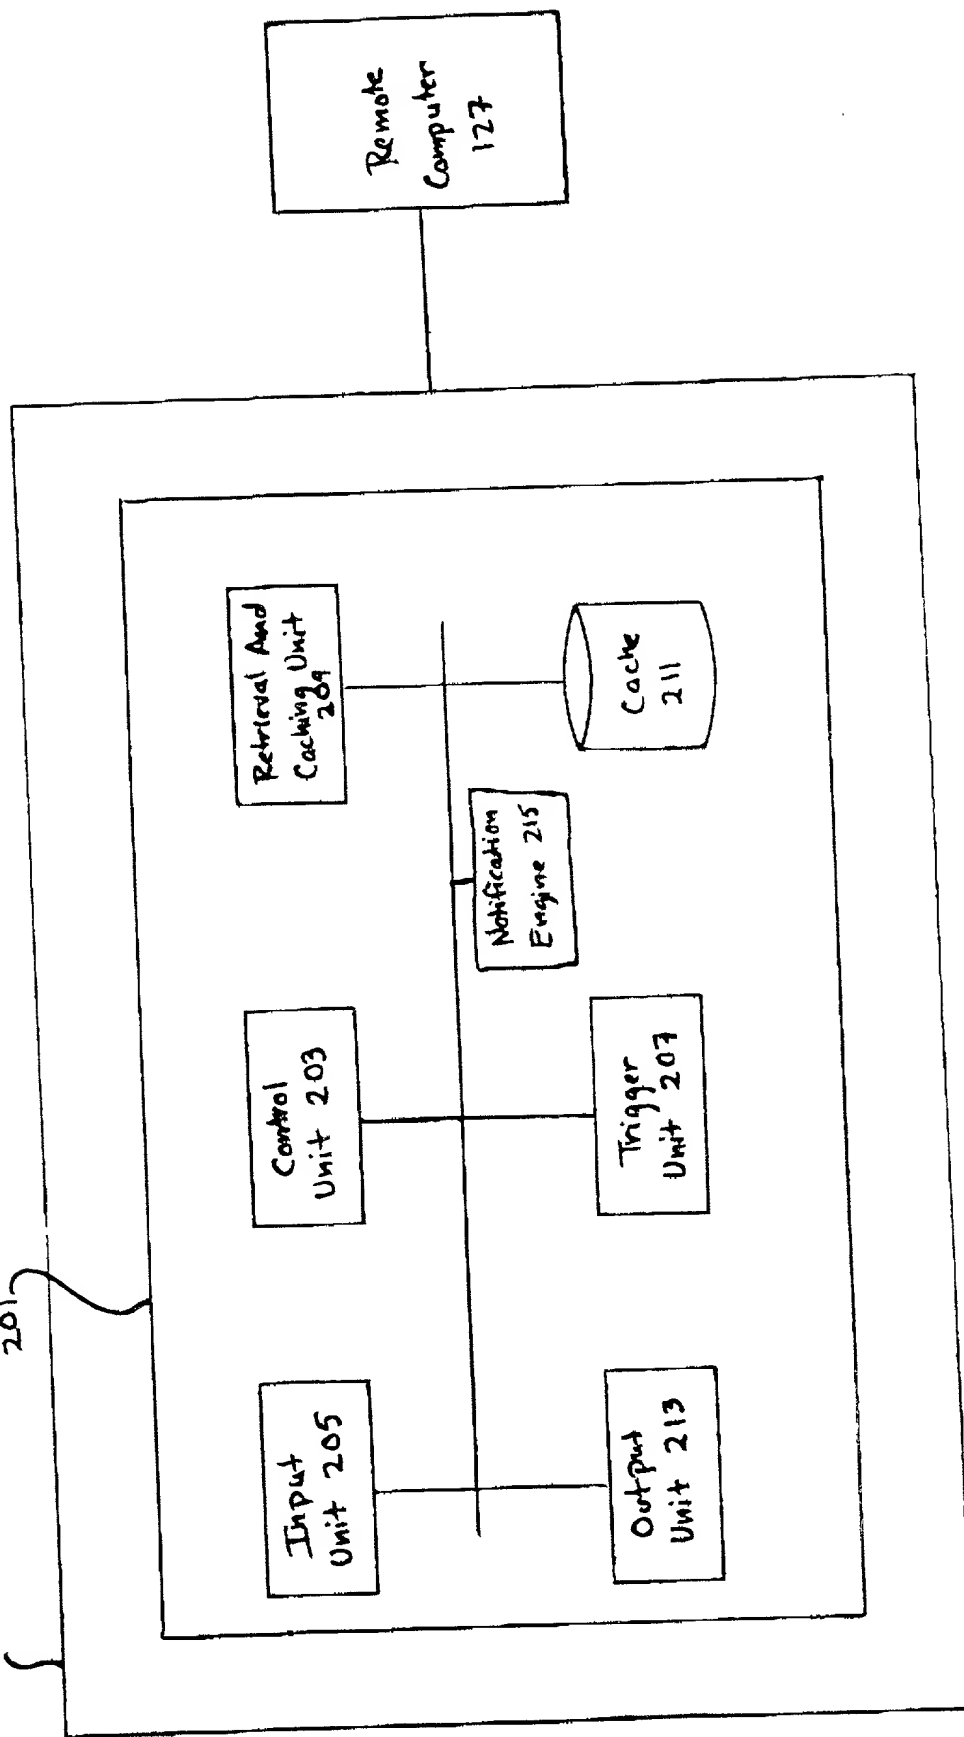 201
Input
Unit 205
Control
Unit 203
Retrieval And
Caching Unit
209
Notification
Engine 215
Output
Unit 213
Trigger
Unit 207
Cache
211
Remote
Computer
127